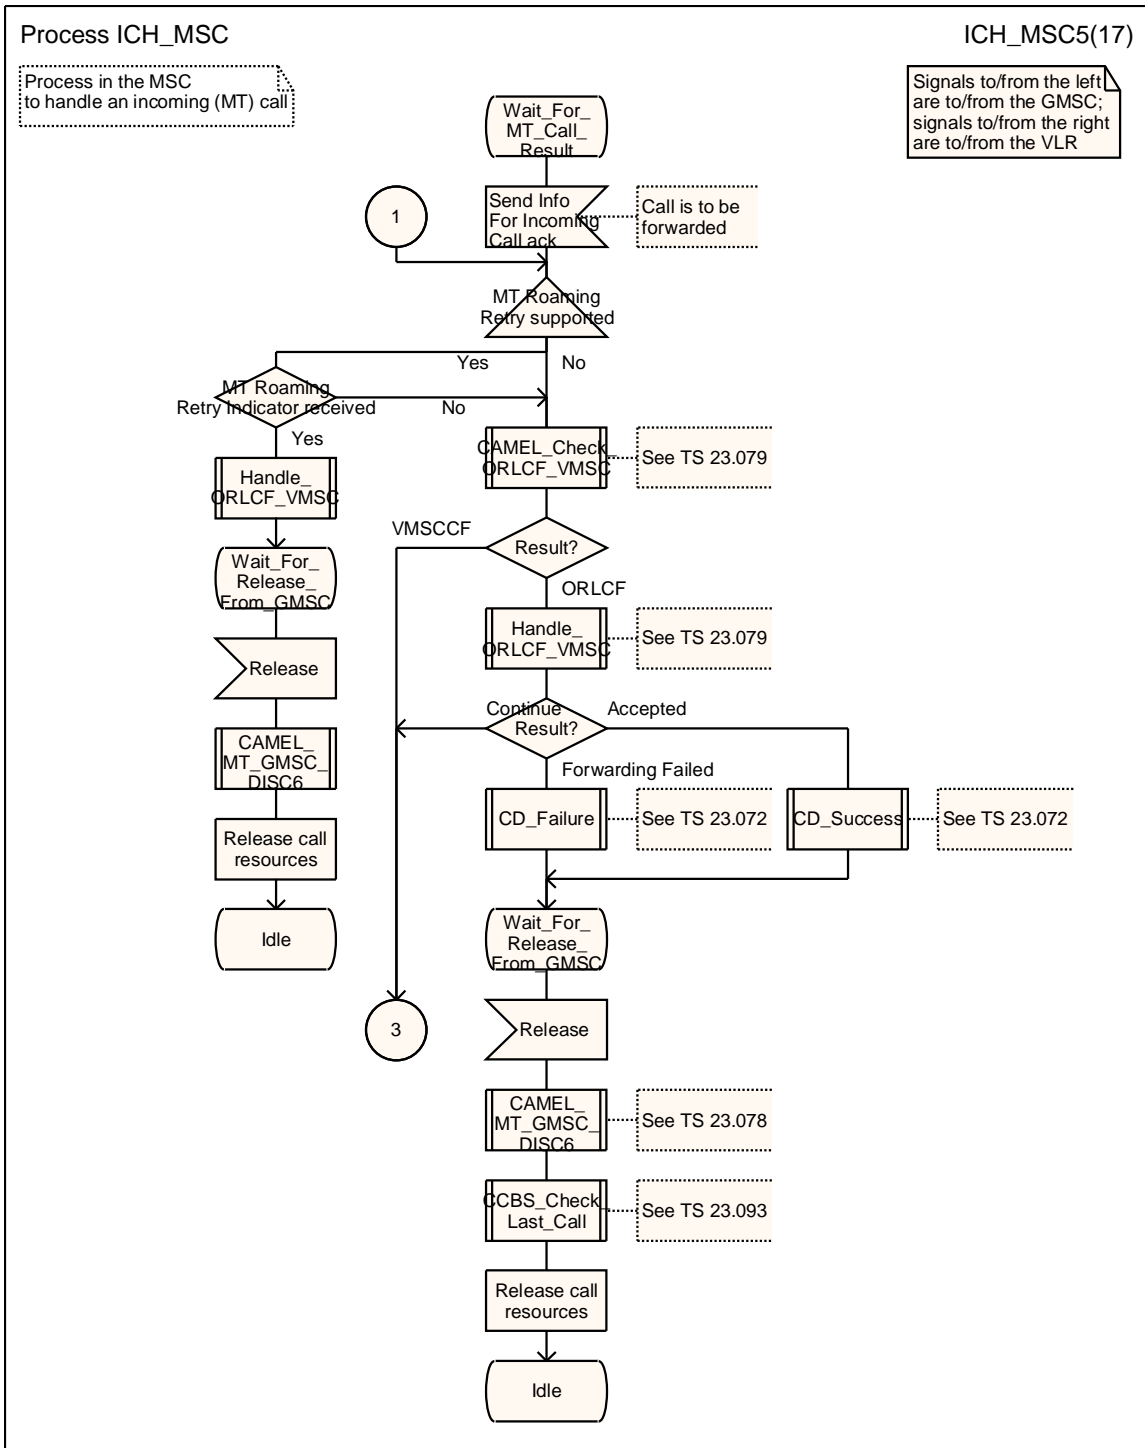 Process ICH_MSC
ICH_MSC5(17)
Process in the MSC
to handle an incoming (MT) call
Signals to/from the left
are to/from the GMSC;
signals to/from the right
are to/from the VLR
Wait_For_
MT_Call_
Result
1
Send Info
For Incoming
Call ack
Call is to be
forwarded
MT Roaming
Retry supported
Yes
No
MT Roaming
Retry Indicator received
No
Yes
CAMEL_Check_
ORLCF_VMSC
See TS 23.079
Handle_
ORLCF_VMSC
VMSCCF
Result?
ORLCF
Wait_For_
Release_
From_GMSC
Handle_
ORLCF_VMSC
See TS 23.079
Release
Continue
Result?
Accepted
CAMEL_
MT_GMSC_
DISC6
Forwarding Failed
CD_Failure
See TS 23.072
CD_Success
See TS 23.072
Release call
resources
Idle
Wait_For_
Release_
From_GMSC
3
Release
CAMEL_
MT_GMSC_
DISC6
See TS 23.078
CCBS_Check_
Last_Call
See TS 23.093
Release call
resources
Idle